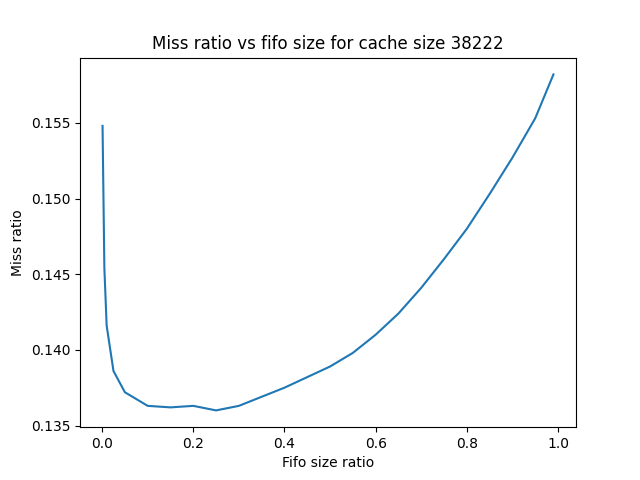 Miss ratio vs fifo size for cache size 38222
0.155
0.150
0.145
0.140
0.135
Miss ratio
0.0 0.2 0.4 0.6 0.8 1.0
Fifo size ratio